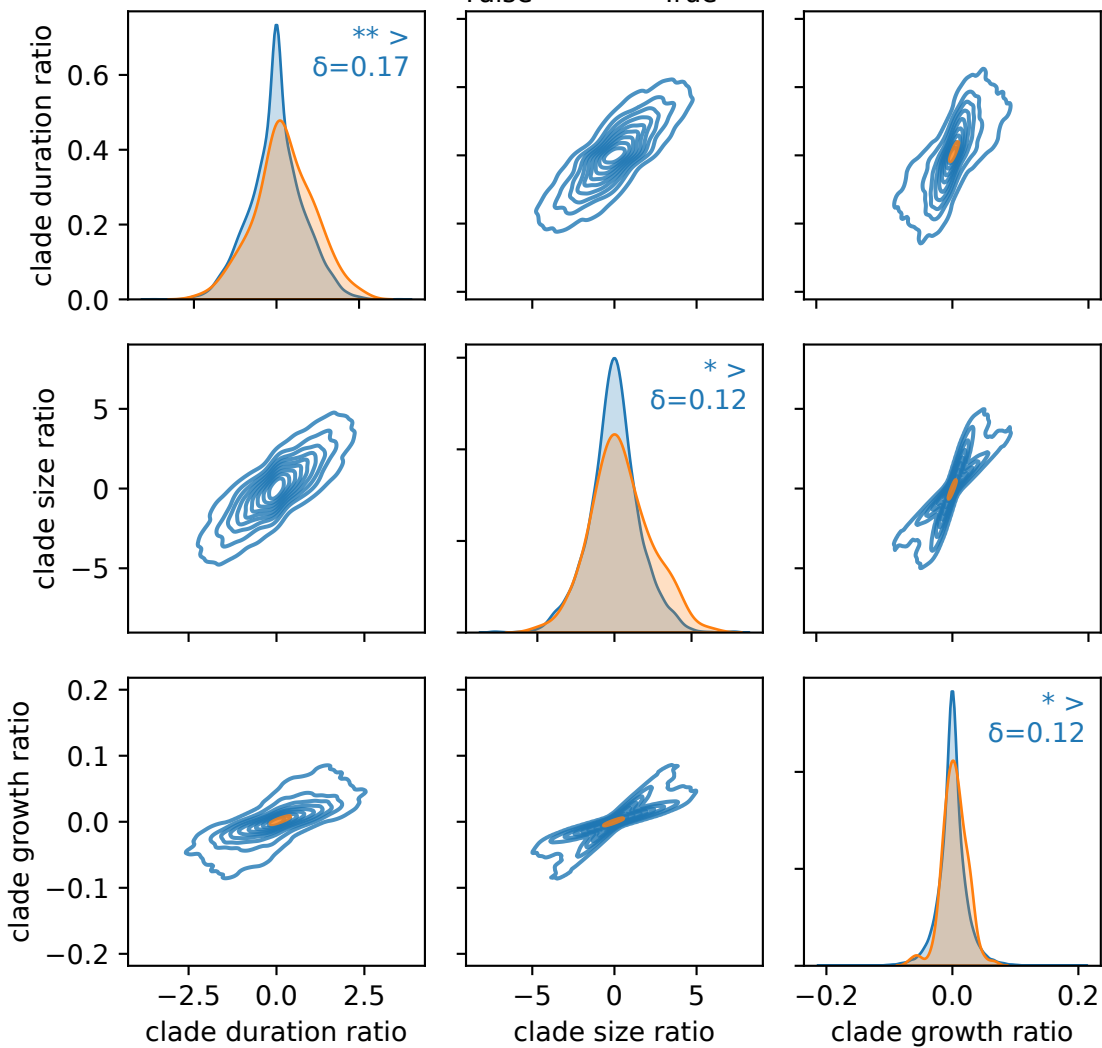 clade duration ratio
0.6
0.4
0.2
0.0
** >
δ=0.17
clade size ratio
5
0
−5
* >
δ=0.12
clade growth ratio
0.2
0.1
0.0
−0.1
−0.2
* >
δ=0.12
−2.5 0.0 2.5
clade duration ratio
−5 0 5
clade size ratio
−0.2 0.0 0.2
clade growth ratio